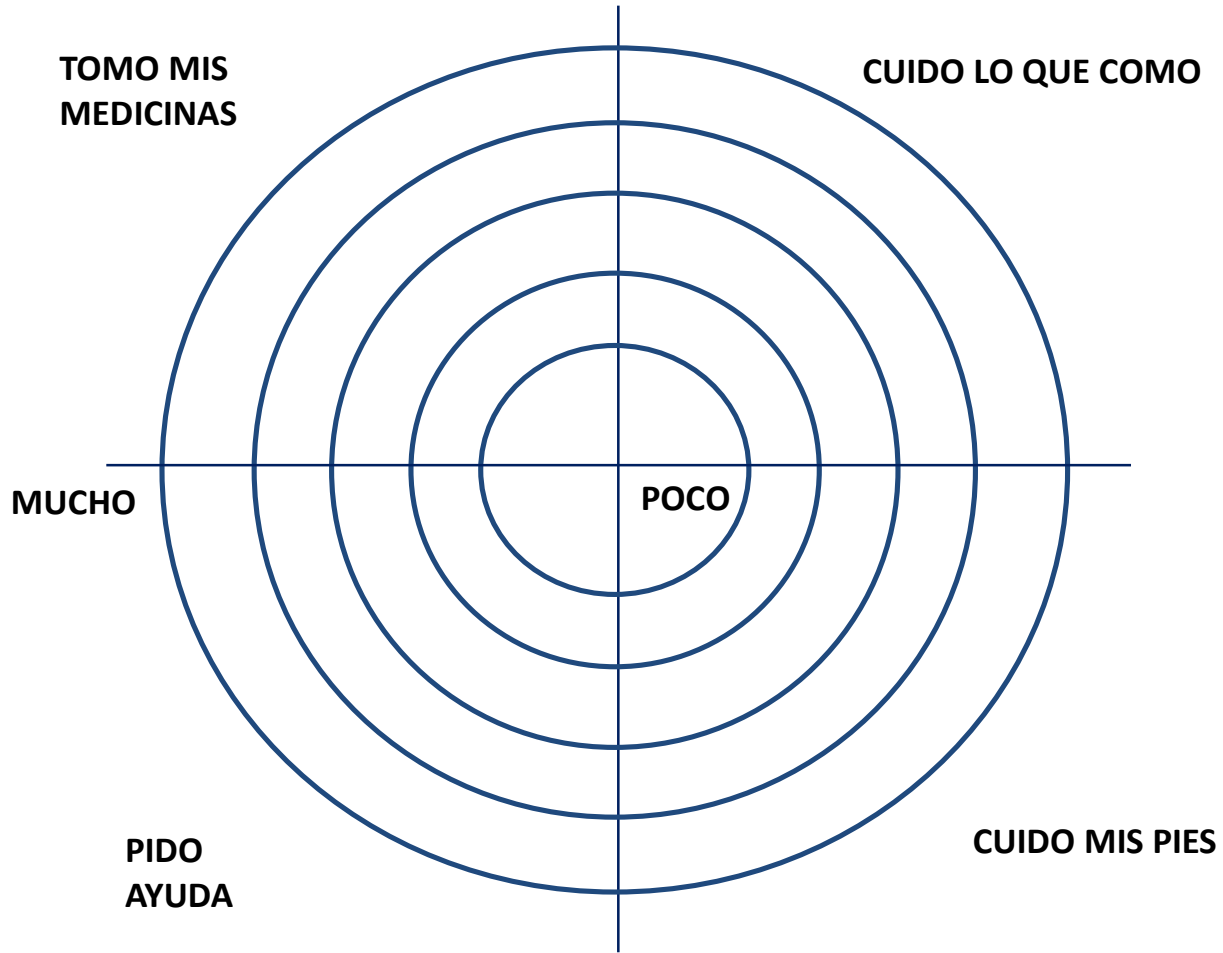 TOMO MIS
MEDICINAS
CUIDO LO QUE COMO
MUCHO
POCO
PIDO
AYUDA
CUIDO MIS PIES